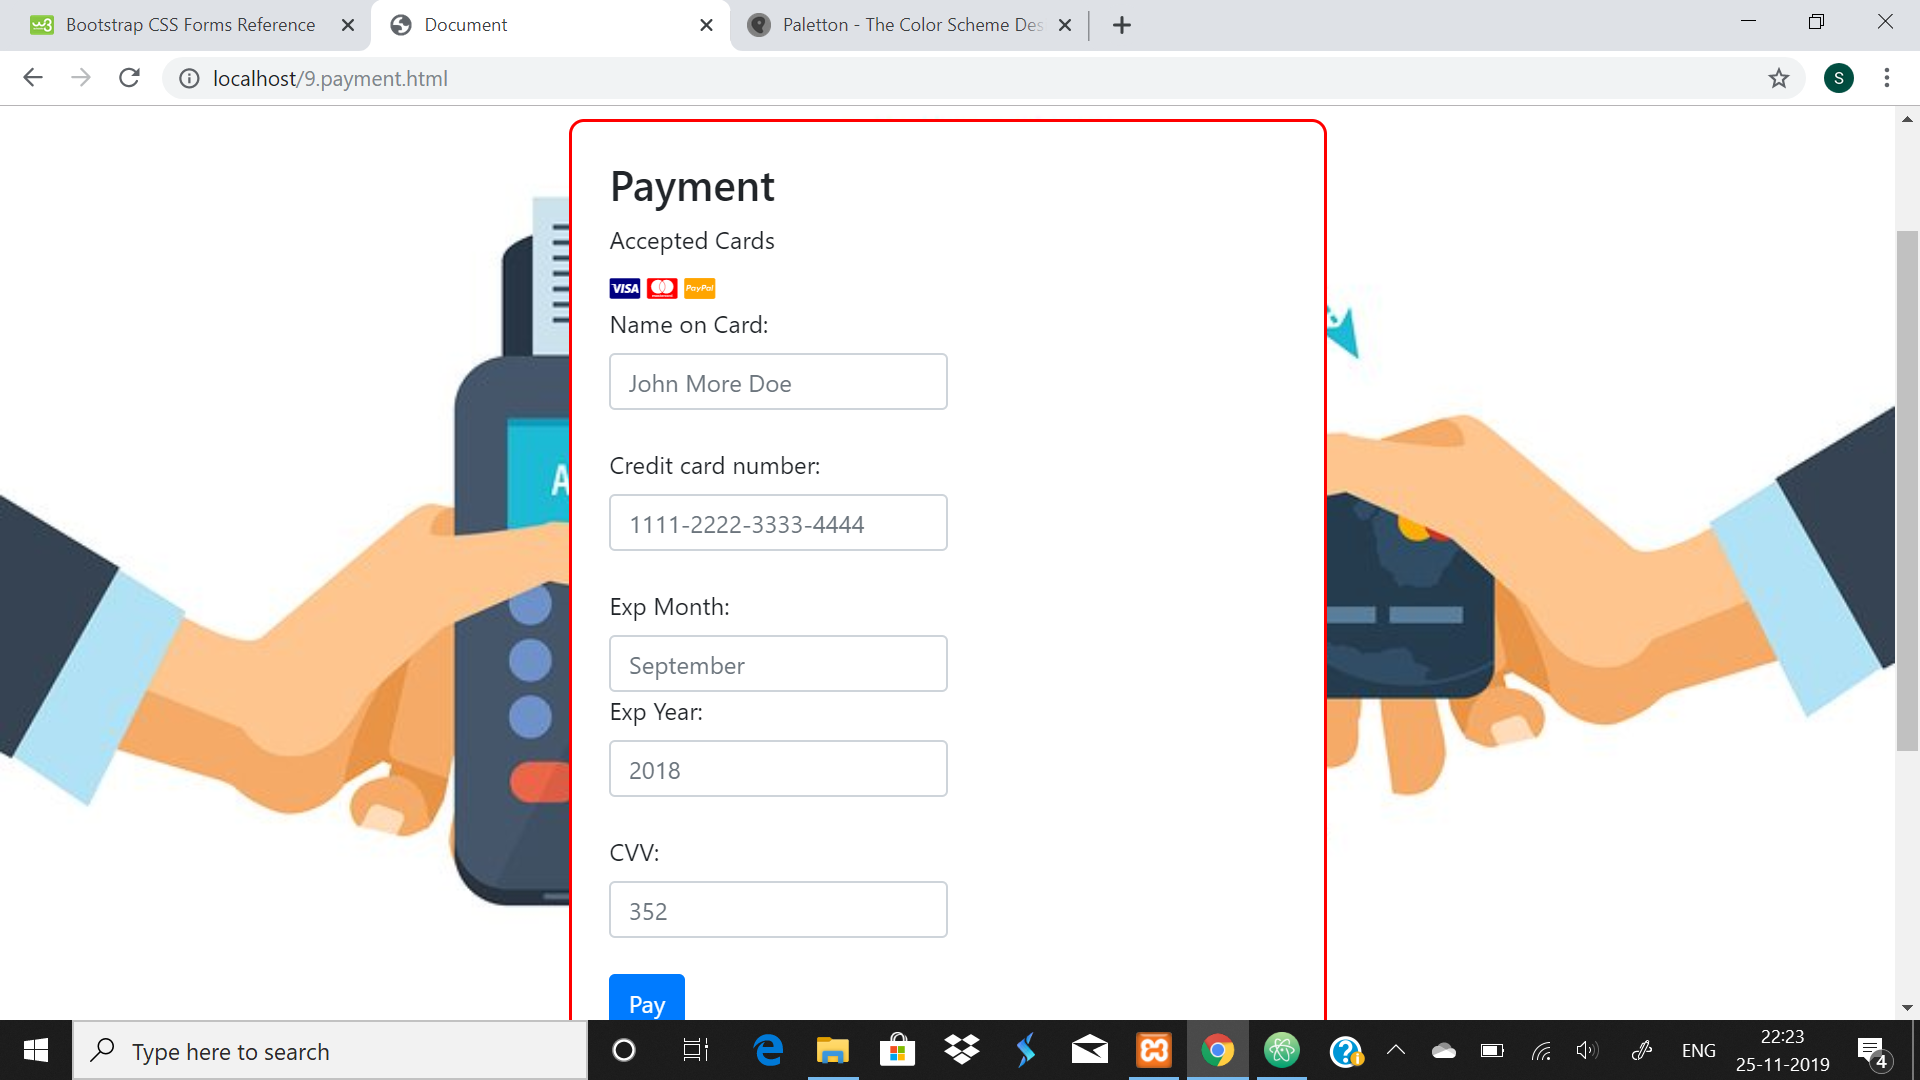 Bootstrap CSS Forms Reference
Document
Paletton - The Color Scheme Des
localhost/9.payment.html
S
Payment
Accepted Cards
VISA
PayPal
Name on Card:
John More Doe
A
Credit card number:
1111-2222-3333-4444
Exp Month:
September
Exp Year:
2018
CVV:
352
Pay
Type here to search
ENG
22:23
25-11-2019
4